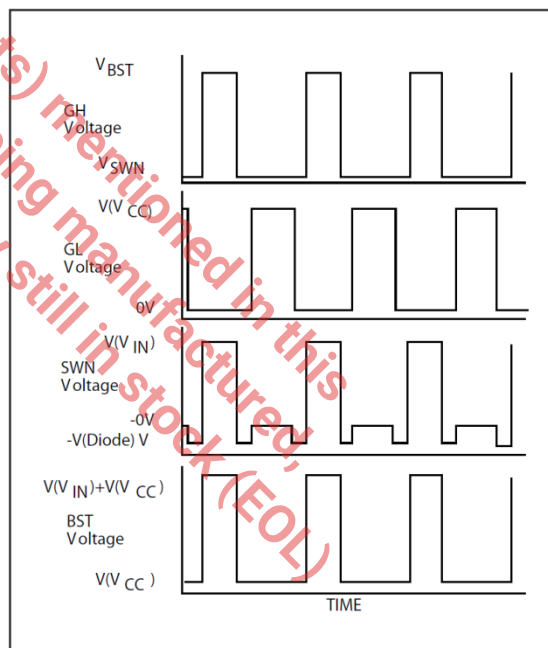 V BST
GH
Voltage
V SWN
V(V CC)
GL
Voltage
0V
V(V IN)
SWN
Voltage
-0V
-V(Diode) V
V(V IN)+V(V CC)
BST
Voltage
V(V CC)
TIME
ts) mentioned in this
ing manufactured,
still in stock (EOL)